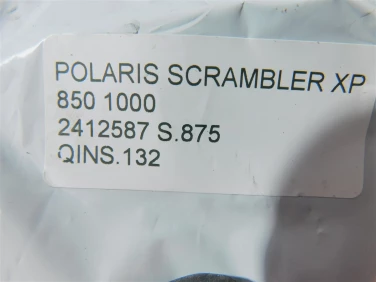 POLARIS SCRAMBLER XP
850 1000
2412587 S.875
QINS.132